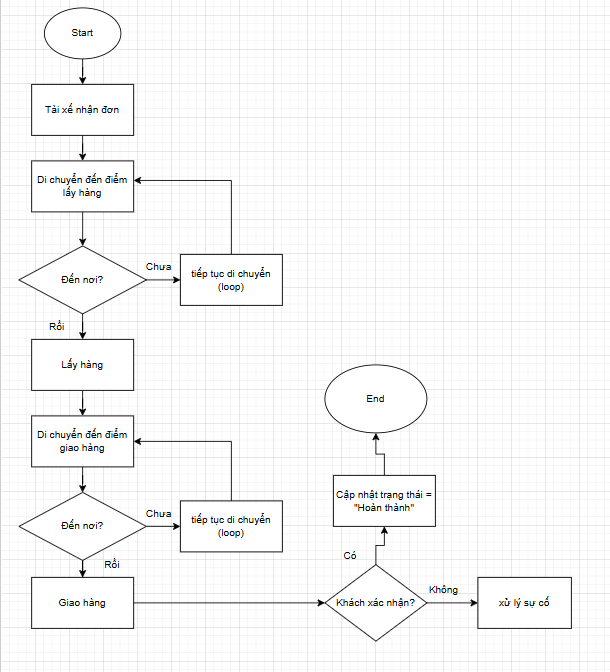 Start
Tài xế nhận đơn
Di chuyển đến điểm
lấy hàng
Đến nơi?
Chưa
tiếp tục di chuyển
(loop)
Rồi
Lấy hàng
Di chuyển đến điểm
giao hàng
Đến nơi?
Chưa
tiếp tục di chuyển
(loop)
Rồi
Giao hàng
Khách xác nhận?
Không
xử lý sự cố
Có
Cập nhật trạng thái =
"Hoàn thành"
End